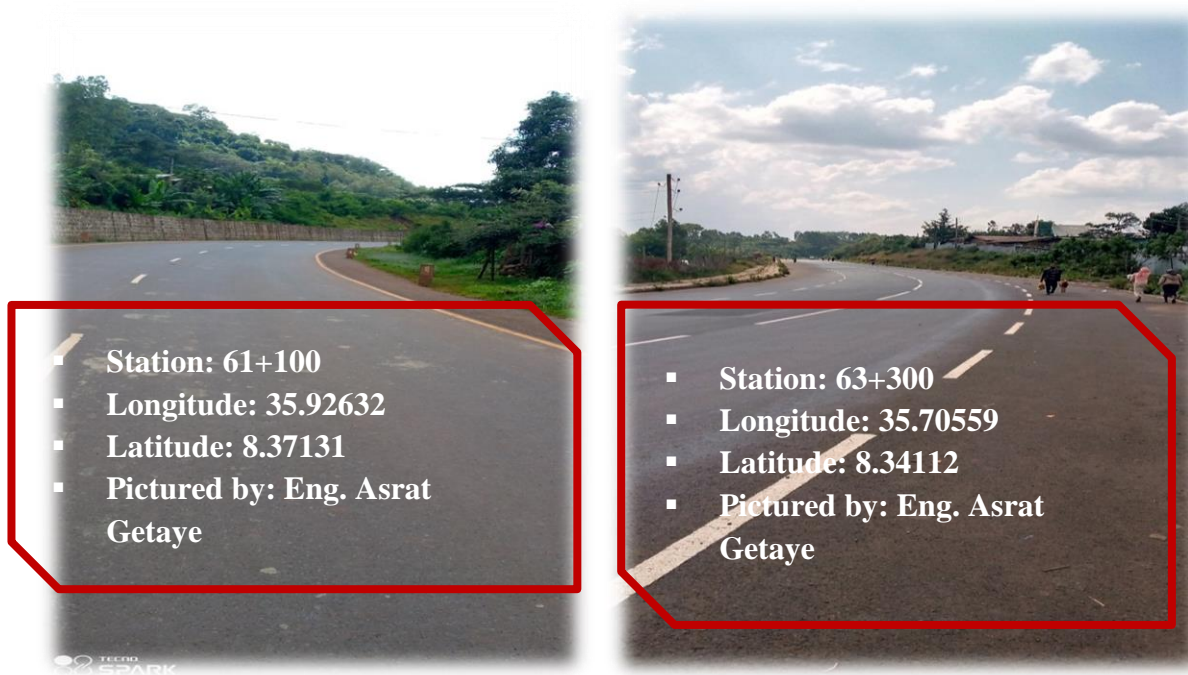 Station: 61+100
Longitude: 35.92632
Latitude: 8.37131
Pictured by: Eng. Asrat
Getaye
TECNO
SPARK
Station: 63+300
Longitude: 35.70559
Latitude: 8.34112
Pictured by: Eng. Asrat
Getaye